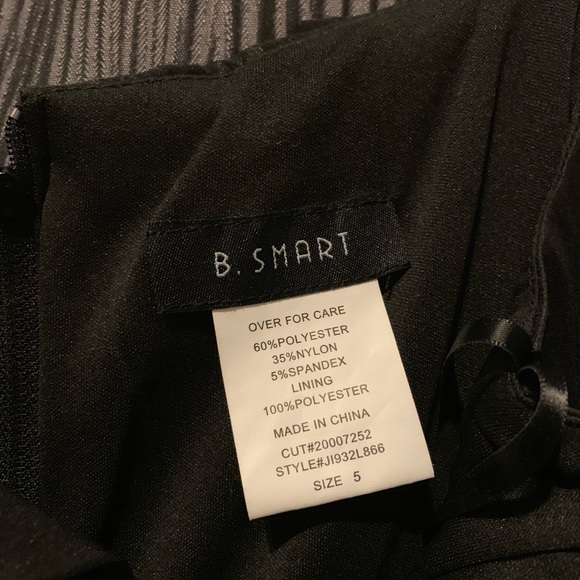 B. SMART
OVER FOR CARE
60%POLYESTER
35%NYLON
5%SPANDEX
LINING
100%POLYESTER
MADE IN CHINA
CUT#20007252
STYLE#JI932L866
SIZE 5